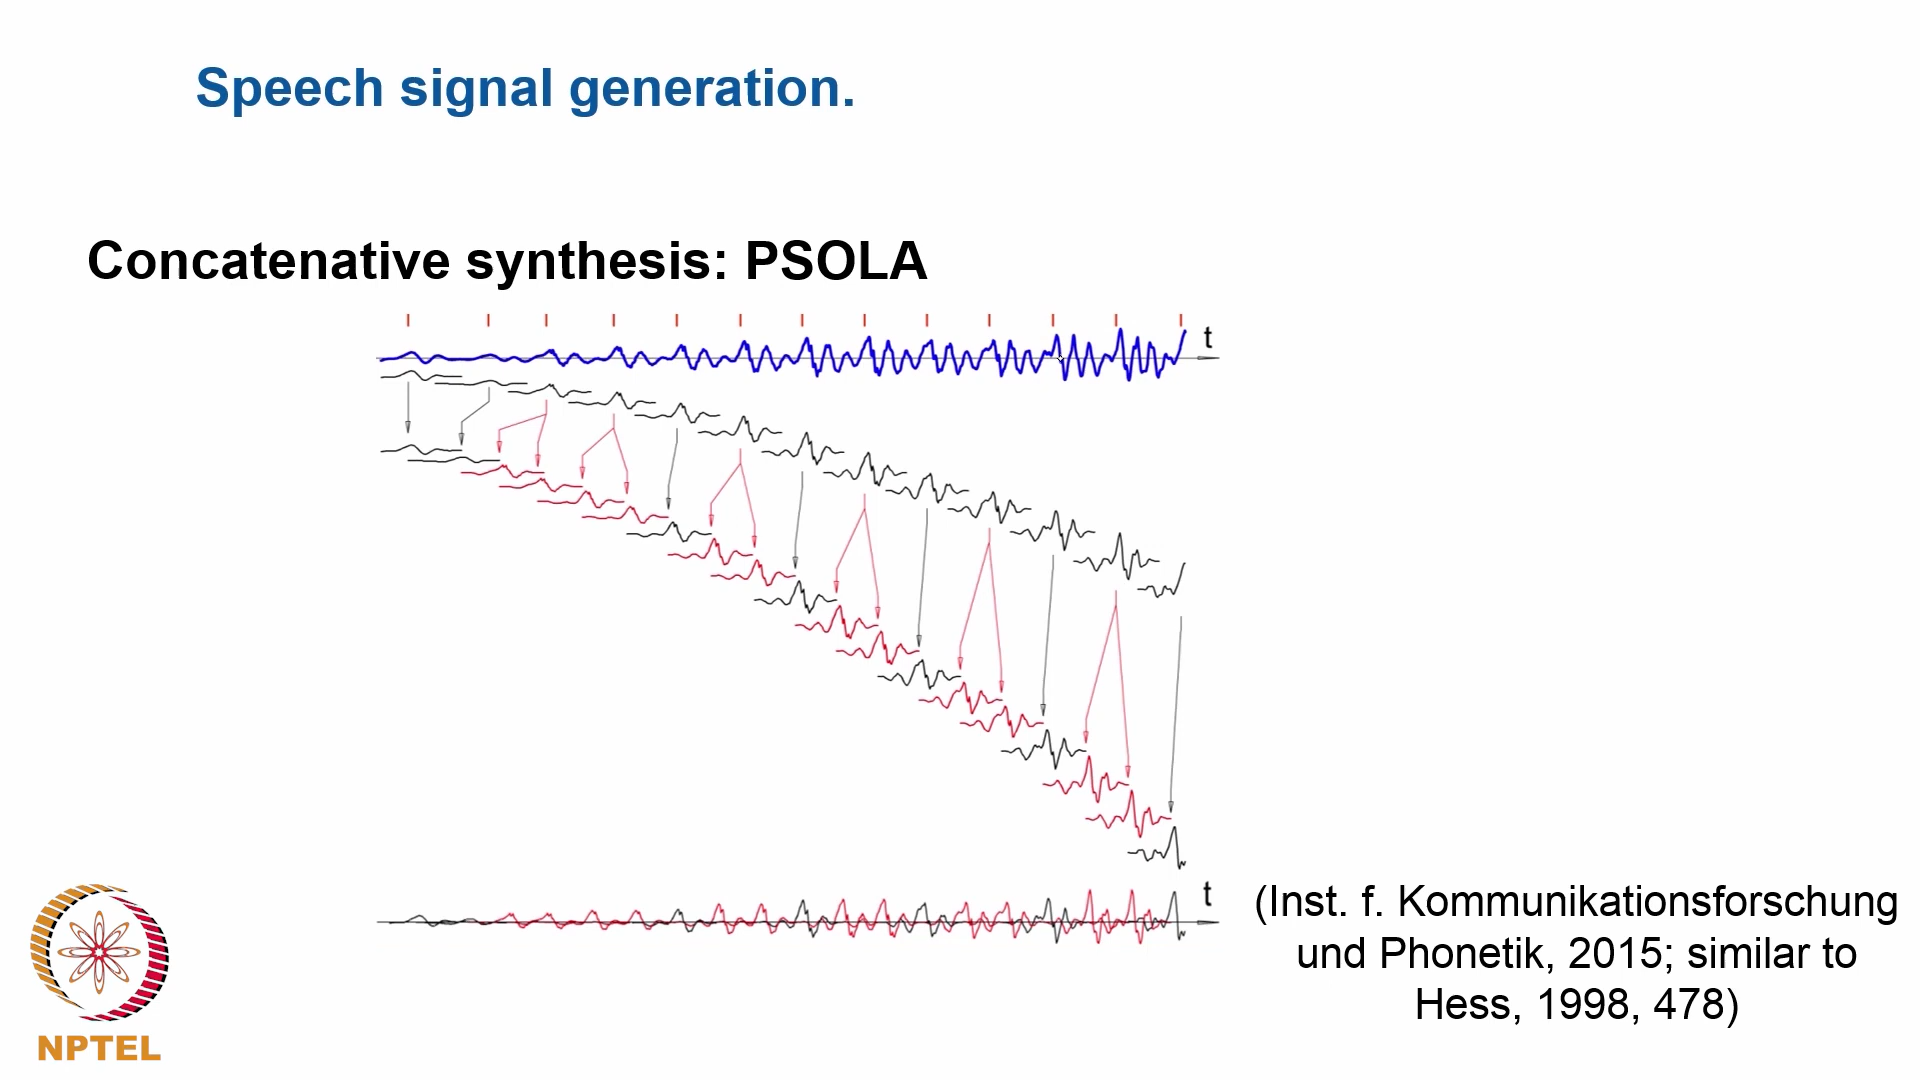 Speech signal generation.
Concatenative synthesis: PSOLA
t
t
(Inst. f. Kommunikationsforschung
und Phonetik, 2015; similar to
Hess, 1998, 478)
NPTEL